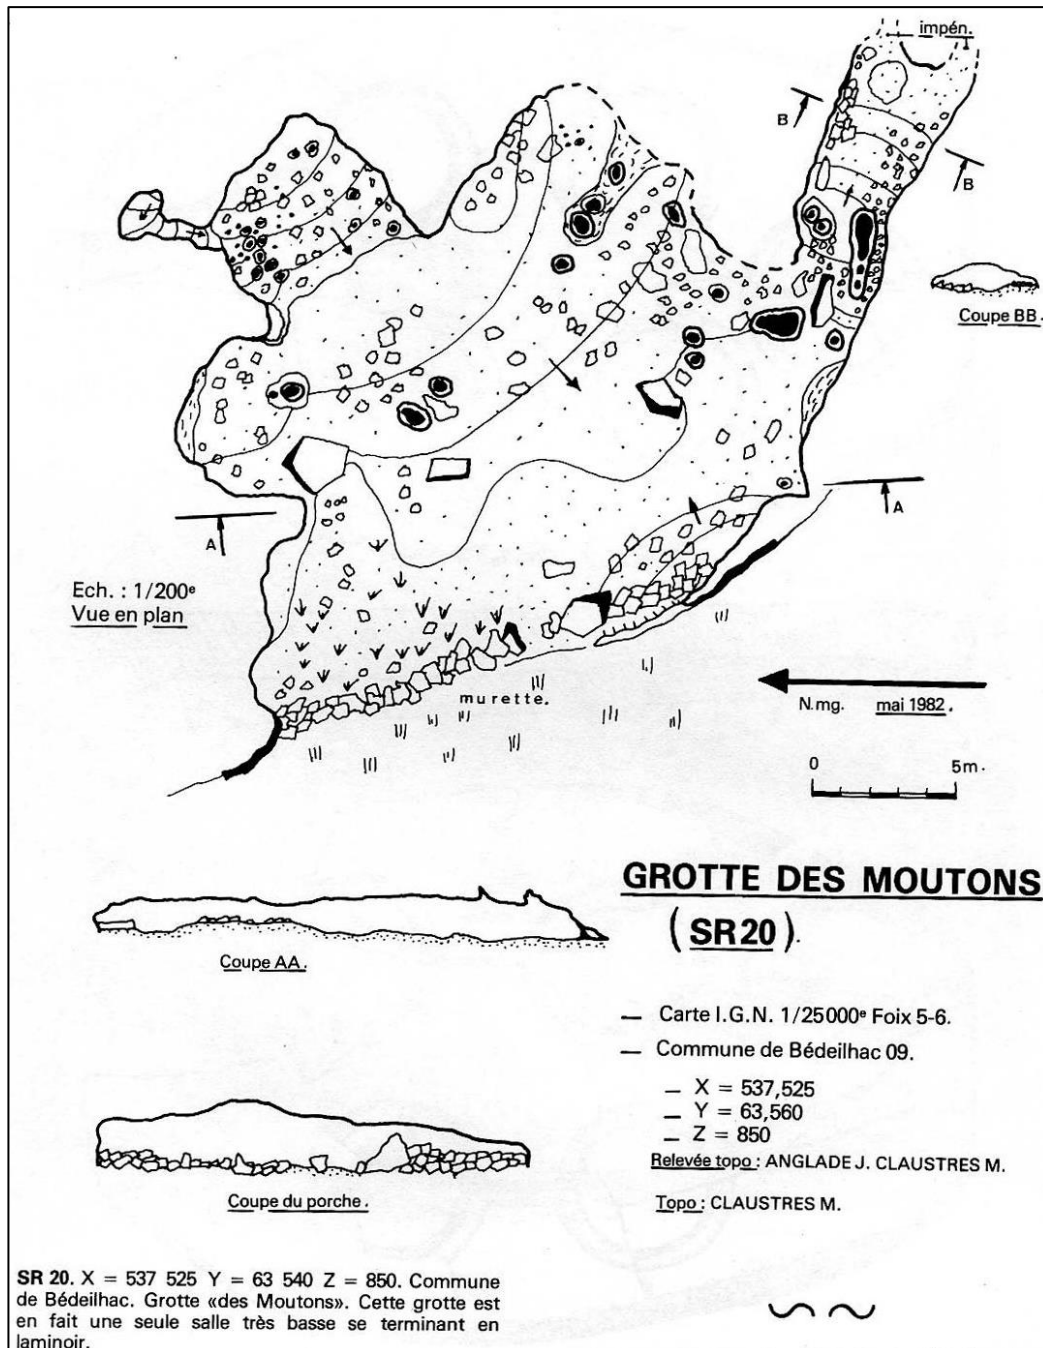 impén.
B
B
Coupe BB.
A
A
Ech. : 1/200ᵉ
Vue en plan
murette.
N.mg. mai 1982.
0 5m.
GROTTE DES MOUTONS
(SR20).
Coupe AA.
— Carte I.G.N. 1/25000ᵉ Foix 5-6.
— Commune de Bédeilhac 09.
— X = 537,525
— Y = 63,560
— Z = 850
Relevée topo : ANGLADE J. CLAUSTRES M.
Topo : CLAUSTRES M.
Coupe du porche.
SR 20. X = 537 525 Y = 63 540 Z = 850. Commune
de Bédeilhac. Grotte «des Moutons». Cette grotte est
en fait une seule salle très basse se terminant en
laminoir.